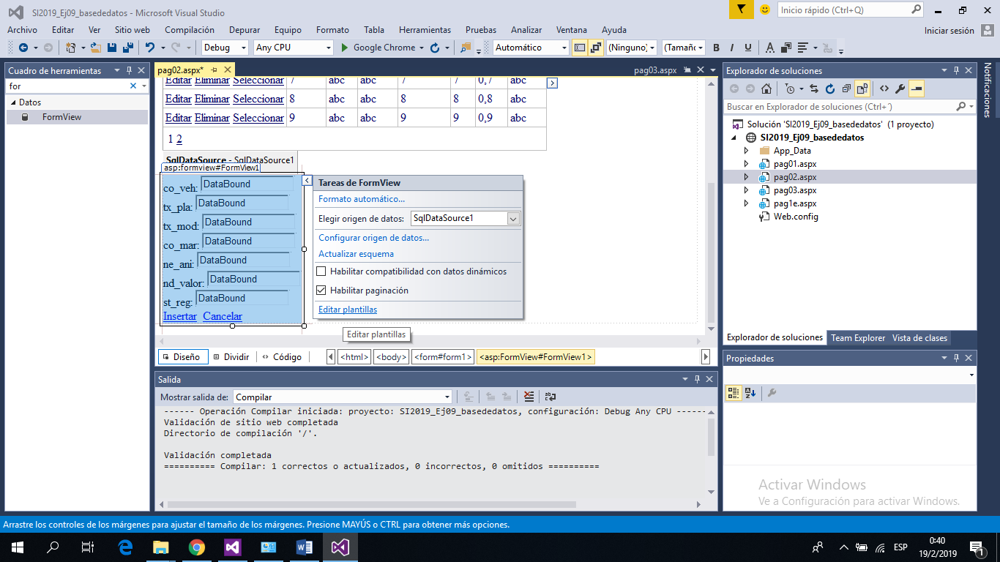 SI2019_Ej09_basededatos - Microsoft Visual Studio
Inicio rápido (Ctrl+Q)
Archivo Editar Ver Sitio web Compilación Depurar Equipo Formato Tabla Herramientas Pruebas Analizar Ventana Ayuda
Iniciar sesión
Debug Any CPU Google Chrome Automático (Ninguno) (Tamaño B I U A
Cuadro de herramientas
for
Datos
FormView
pag02.aspx*
pag03.aspx
Editar Eliminar Seleccionar 7 abc abc 7 7 0,7 abc
Editar Eliminar Seleccionar 8 abc abc 8 8 0,8 abc
Editar Eliminar Seleccionar 9 abc abc 9 9 0,9 abc
1 2
SqlDataSource - SqlDataSource1
asp:formview#FormView1
co_veh: DataBound
tx_pla: DataBound
tx_mod: DataBound
co_mar: DataBound
ne_ani: DataBound
nd_valor: DataBound
st_reg: DataBound
Insertar Cancelar
Tareas de FormView
Formato automático...
Elegir origen de datos: SqlDataSource1
Configurar origen de datos...
Actualizar esquema
Habilitar compatibilidad con datos dinámicos
Habilitar paginación
Editar plantillas
Editar plantillas
Diseño Dividir Código <html> <body> <form#form1> <asp:FormView#FormView1>
Salida
Mostrar salida de: Compilar
------ Operación Compilar iniciada: proyecto: SI2019_Ej09_basededatos, configuración: Debug Any CPU ------
Validación de sitio web completada
Directorio de compilación '/'.
Validación completada
========== Compilar: 1 correctos o actualizados, 0 incorrectos, 0 omitidos ==========
Explorador de soluciones
Buscar en Explorador de soluciones (Ctrl+´)
Solución 'SI2019_Ej09_basededatos' (1 proyecto)
SI2019_Ej09_basededatos
App_Data
pag01.aspx
pag02.aspx
pag03.aspx
pag1e.aspx
Web.config
Explorador de soluciones Team Explorer Vista de clases
Propiedades
Notificaciones
Activar Windows
Ve a Configuración para activar Windows.
Arrastre los controles de los márgenes para ajustar el tamaño de los márgenes. Presione MAYÚS o CTRL para obtener más opciones.
ESP
0:40
19/2/2019
1